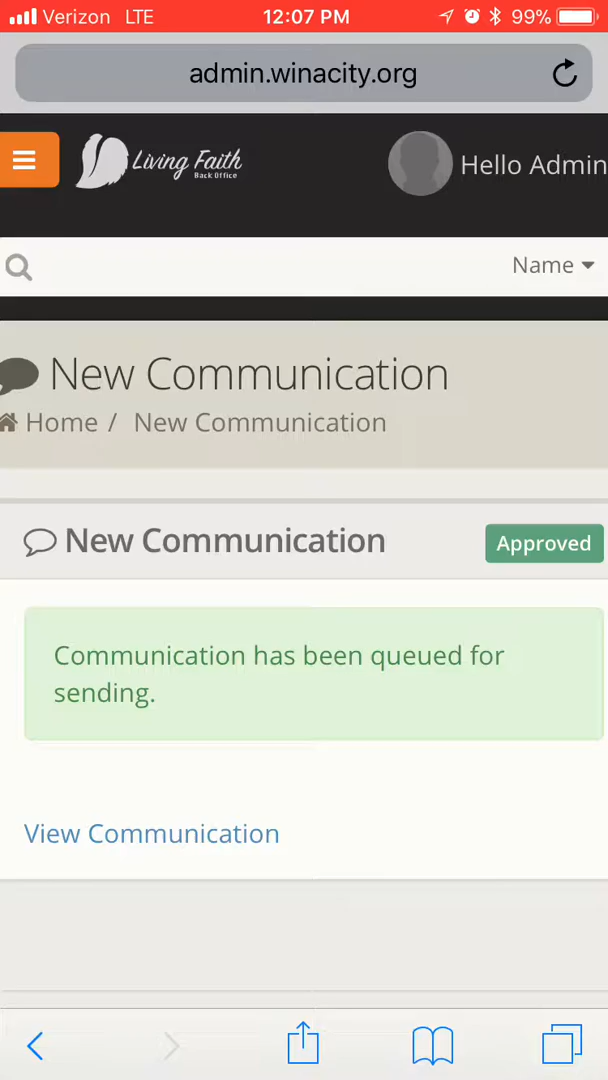 Verizon LTE 12:07 PM 99%
admin.winacity.org
Living Faith
Back Office
Hello Admin
Name
New Communication
Home / New Communication
New Communication Approved
Communication has been queued for
sending.
View Communication